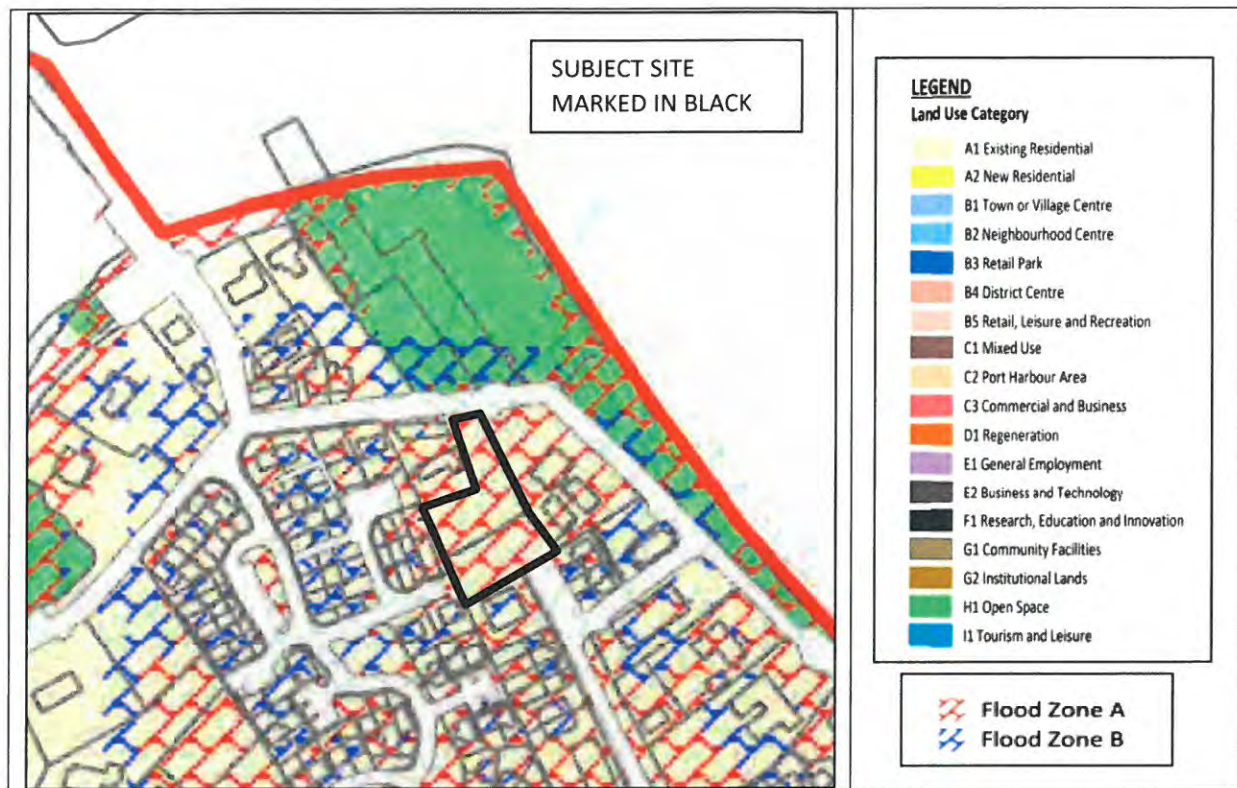 SUBJECT SITE
MARKED IN BLACK
LEGEND
Land Use Category
A1 Existing Residential
A2 New Residential
B1 Town or Village Centre
B2 Neighbourhood Centre
B3 Retail Park
B4 District Centre
B5 Retail, Leisure and Recreation
C1 Mixed Use
C2 Port Harbour Area
C3 Commercial and Business
D1 Regeneration
E1 General Employment
E2 Business and Technology
F1 Research, Education and Innovation
G1 Community Facilities
G2 Institutional Lands
H1 Open Space
I1 Tourism and Leisure
Flood Zone A
Flood Zone B